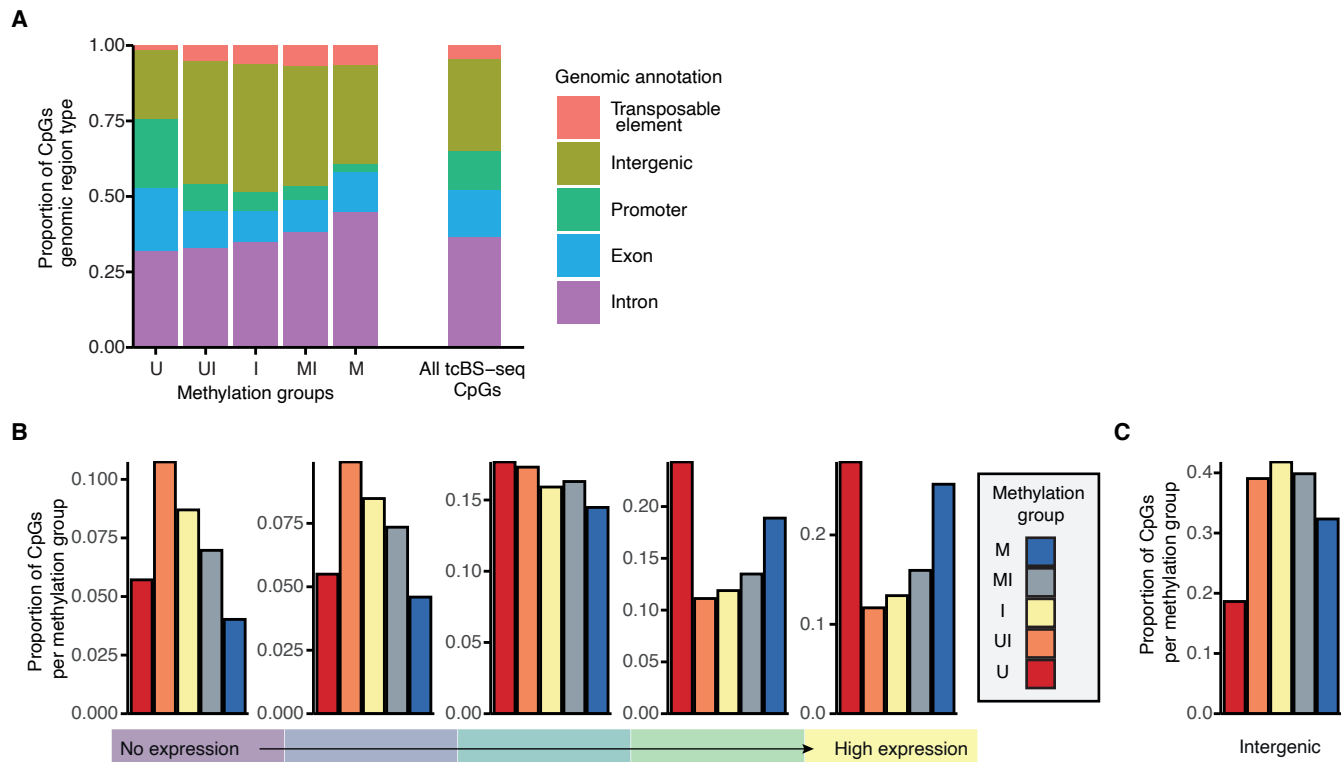 A
Proportion of CpGs
genomic region type
1.00
0.75
0.50
0.25
0.00
U UI I MI M
Methylation groups
All tcBS−seq
CpGs
Genomic annotation
Transposable
element
Intergenic
Promoter
Exon
Intron
B
Proportion of CpGs
per methylation group
0.100
0.075
0.050
0.025
0.000
0.075
0.050
0.025
0.000
0.15
0.10
0.05
0.00
0.20
0.10
0.00
0.00
0.2
0.1
0.0
No expression
High expression
Methylation
group
M
MI
I
UI
U
C
Proportion of CpGs
per methylation group
0.4
0.3
0.2
0.1
0.0
Intergenic